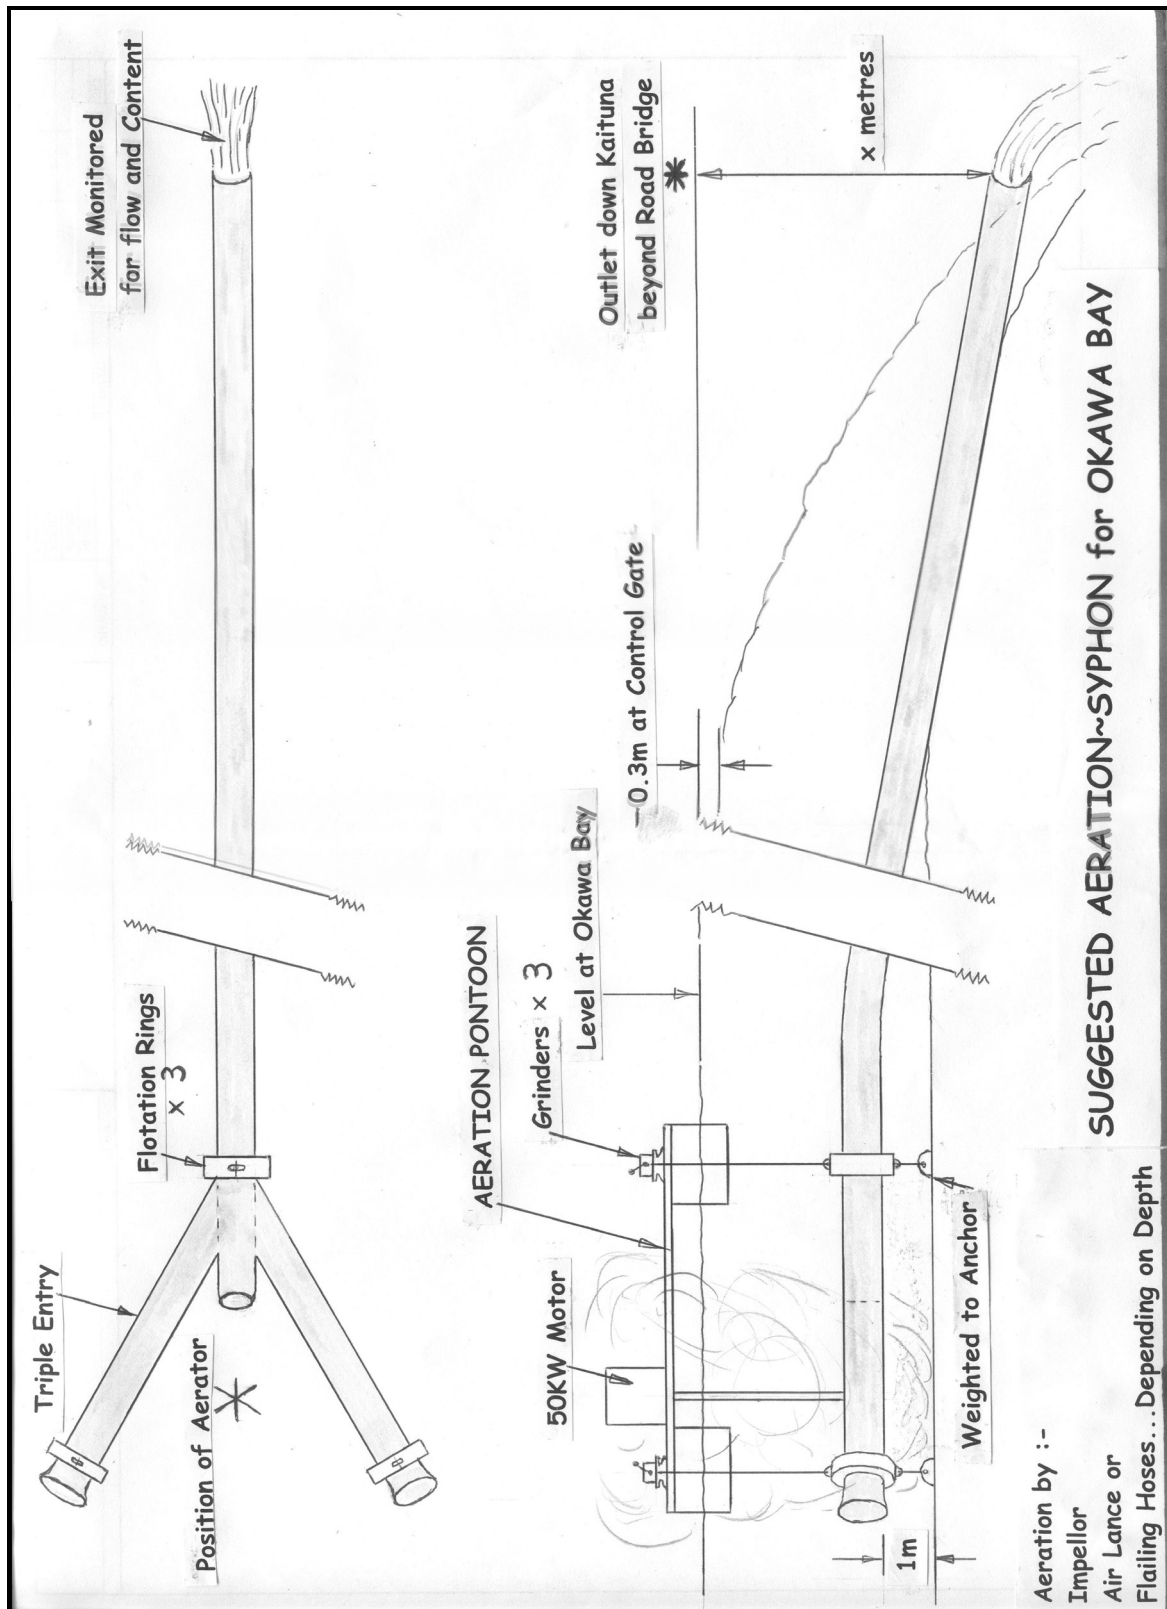 Triple Entry
Flotation Rings
x 3
Exit Monitored
for flow and Content
Position of Aerator
AERATION PONTOON
50KW Motor
Grinders x 3
Level at Okawa Bay
0.3m at Control Gate
Outlet down Kaituna
beyond Road Bridge
x metres
1m
Weighted to Anchor
Aeration by :-
Impellor
Air Lance or
Flailing Hoses...Depending on Depth
SUGGESTED AERATION~SYPHON for OKAWA BAY